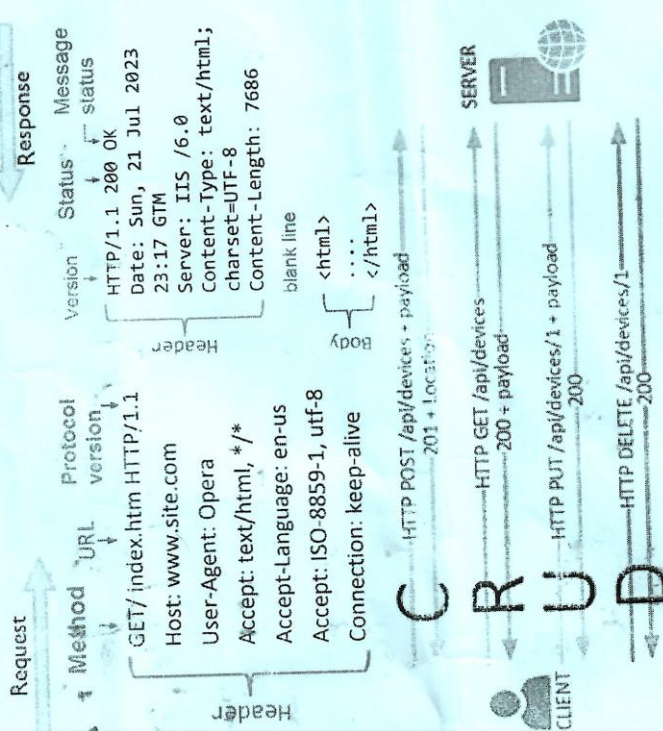 Request
Method URL Protocol version
GET/ index.htm HTTP/1.1
Host: www.site.com
User-Agent: Opera
Accept: text/html, */*
Accept-Language: en-us
Accept: ISO-8859-1, utf-8
Connection: keep-alive
Header
Response
Version Status Message status
HTTP/1.1 200 OK
Date: Sun, 21 Jul 2023
23:17 GTM
Server: IIS /6.0
Content-Type: text/html;
charset=UTF-8
Content-Length: 7686
Header
blank line
<html>
....
</html>
Body
CLIENT
SERVER
C
HTTP POST /api/devices + payload
201 + Location
R
HTTP GET /api/devices
200 + payload
U
HTTP PUT /api/devices/1 + payload
200
D
HTTP DELETE /api/devices/1
200